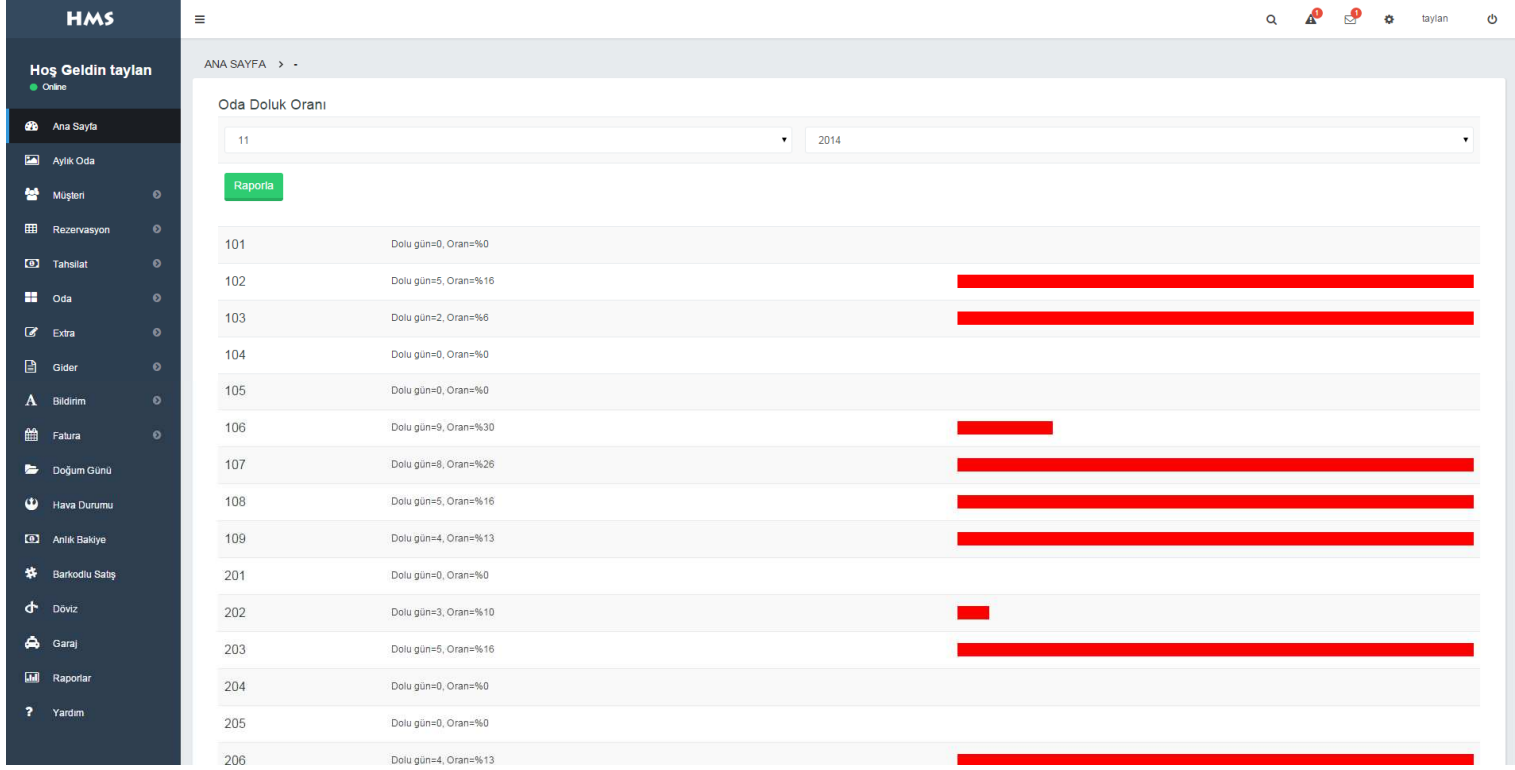 HMS
1
1
taylan
Hoş Geldin taylan
Online
ANA SAYFA > -
Ana Sayfa
Aylık Oda
Müşteri
Rezervasyon
Tahsilat
Oda
Extra
Gider
Bildirim
Fatura
Doğum Günü
Hava Durumu
Anlık Bakiye
Barkodlu Satış
Döviz
Garaj
Raporlar
Yardım
Oda Doluk Oranı
11
2014
Raporla
101 Dolu gün=0, Oran=%0
102 Dolu gün=5, Oran=%16
103 Dolu gün=2, Oran=%6
104 Dolu gün=0, Oran=%0
105 Dolu gün=0, Oran=%0
106 Dolu gün=9, Oran=%30
107 Dolu gün=8, Oran=%26
108 Dolu gün=5, Oran=%16
109 Dolu gün=4, Oran=%13
201 Dolu gün=0, Oran=%0
202 Dolu gün=3, Oran=%10
203 Dolu gün=5, Oran=%16
204 Dolu gün=0, Oran=%0
205 Dolu gün=0, Oran=%0
206 Dolu gün=4, Oran=%13